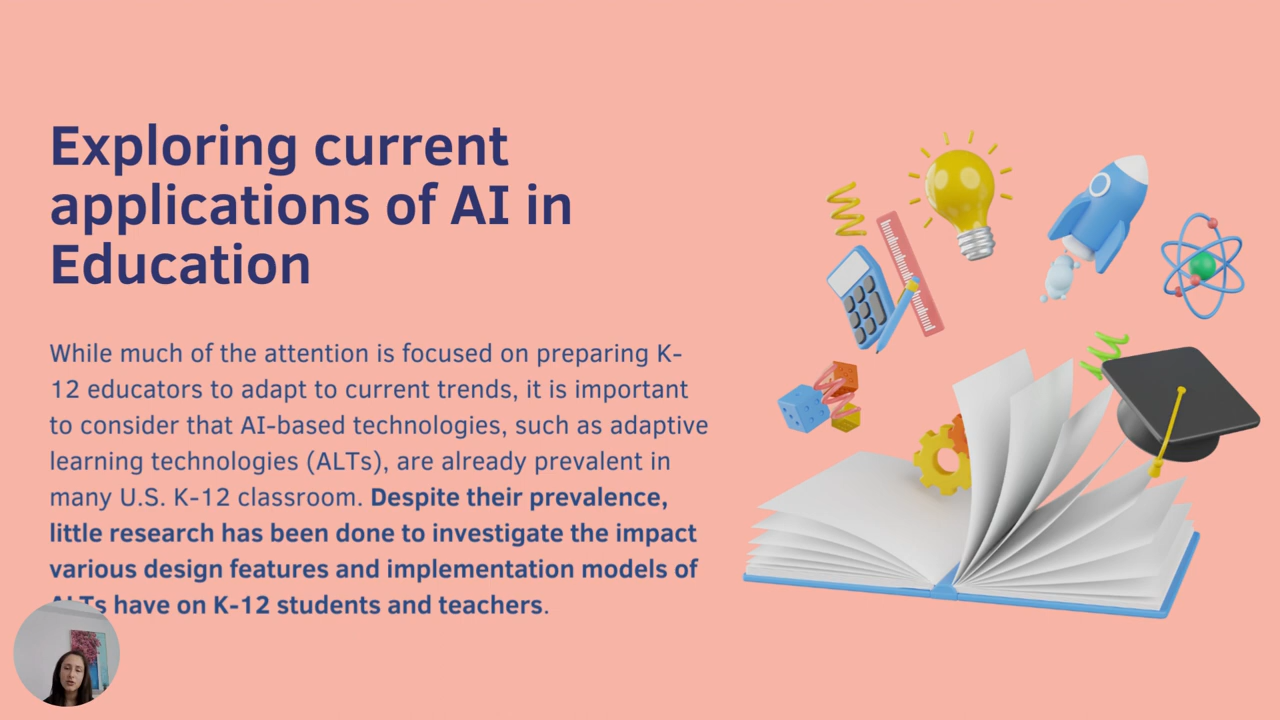 Exploring current
applications of AI in
Education
While much of the attention is focused on preparing K-
12 educators to adapt to current trends, it is important
to consider that AI-based technologies, such as adaptive
learning technologies (ALTs), are already prevalent in
many U.S. K-12 classroom. Despite their prevalence,
little research has been done to investigate the impact
various design features and implementation models of
ALTs have on K-12 students and teachers.